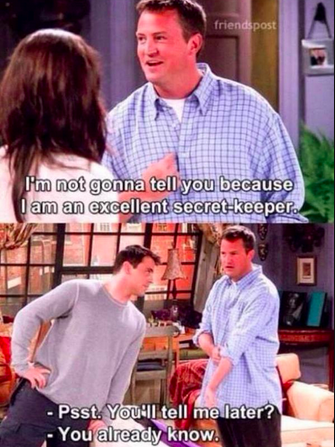 friendspost
I'm not gonna tell you because
I am an excellent secret-keeper.
- Psst. You'll tell me later?
- You already know.